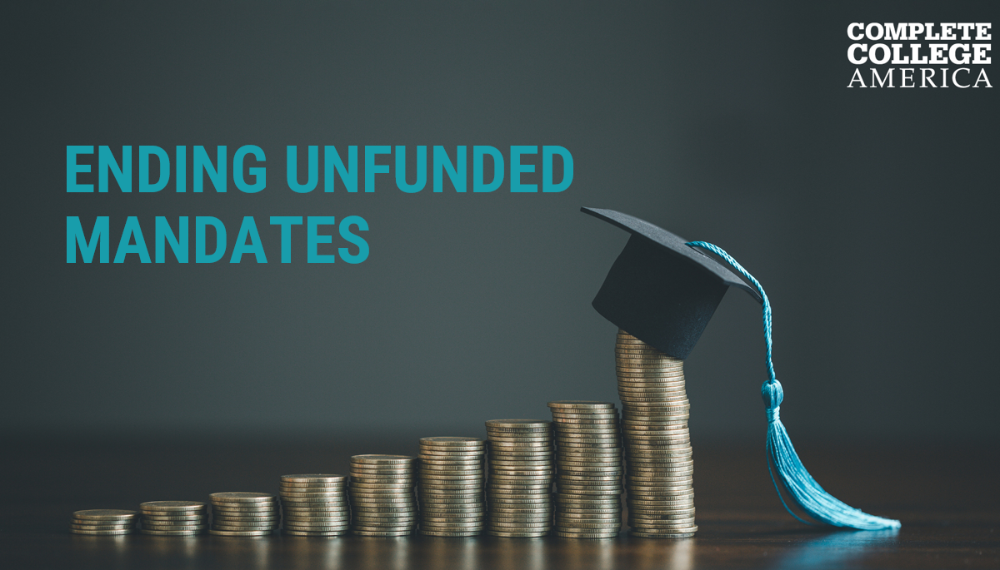 COMPLETE
COLLEGE
AMERICA
ENDING UNFUNDED
MANDATES